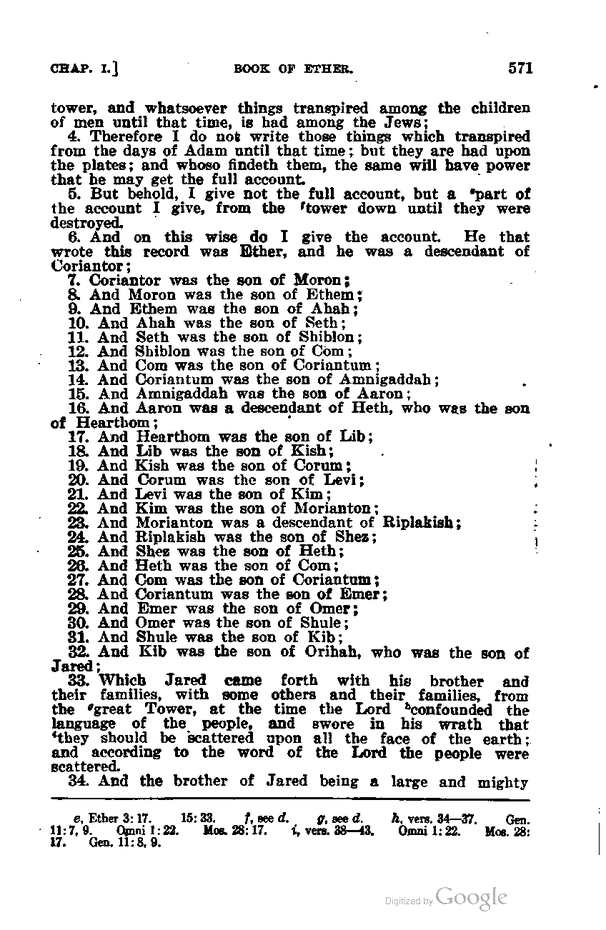 CHAP. I.] BOOK OF ETHER. 571
tower, and whatsoever things transpired among the children
of men until that time, is had among the Jews;
4. Therefore I do not write those things which transpired
from the days of Adam until that time; but they are had upon
the plates; and whoso findeth them, the same will have power
that he may get the full account.
5. But behold, I give not the full account, but a ᵉpart of
the account I give, from the ᶠtower down until they were
destroyed.
6. And on this wise do I give the account. He that
wrote this record was Ether, and he was a descendant of
Coriantor;
7. Coriantor was the son of Moron;
8. And Moron was the son of Ethem;
9. And Ethem was the son of Ahah;
10. And Ahah was the son of Seth;
11. And Seth was the son of Shiblon;
12. And Shiblon was the son of Com;
13. And Com was the son of Coriantum;
14. And Coriantum was the son of Amnigaddah;
15. And Amnigaddah was the son of Aaron;
16. And Aaron was a descendant of Heth, who was the son
of Hearthom;
17. And Hearthom was the son of Lib;
18. And Lib was the son of Kish;
19. And Kish was the son of Corum;
20. And Corum was the son of Levi;
21. And Levi was the son of Kim;
22. And Kim was the son of Morianton;
23. And Morianton was a descendant of Riplakish;
24. And Riplakish was the son of Shez;
25. And Shez was the son of Heth;
26. And Heth was the son of Com;
27. And Com was the son of Coriantum;
28. And Coriantum was the son of Emer;
29. And Emer was the son of Omer;
30. And Omer was the son of Shule;
31. And Shule was the son of Kib;
32. And Kib was the son of Orihah, who was the son of
Jared;
33. Which Jared came forth with his brother and
their families, with some others and their families, from
the ᵍgreat Tower, at the time the Lord ʰconfounded the
language of the people, and swore in his wrath that
ⁱthey should be scattered upon all the face of the earth;
and according to the word of the Lord the people were
scattered.
34. And the brother of Jared being a large and mighty
e, Ether 3:17. 15:33. f, see d. g, see d. h, vers. 34—37. Gen.
11:7, 9. Omni 1:22. Mos. 28:17. i, vers. 38—43. Omni 1:22. Mos. 28:
17. Gen. 11:8, 9.
Digitized by Google